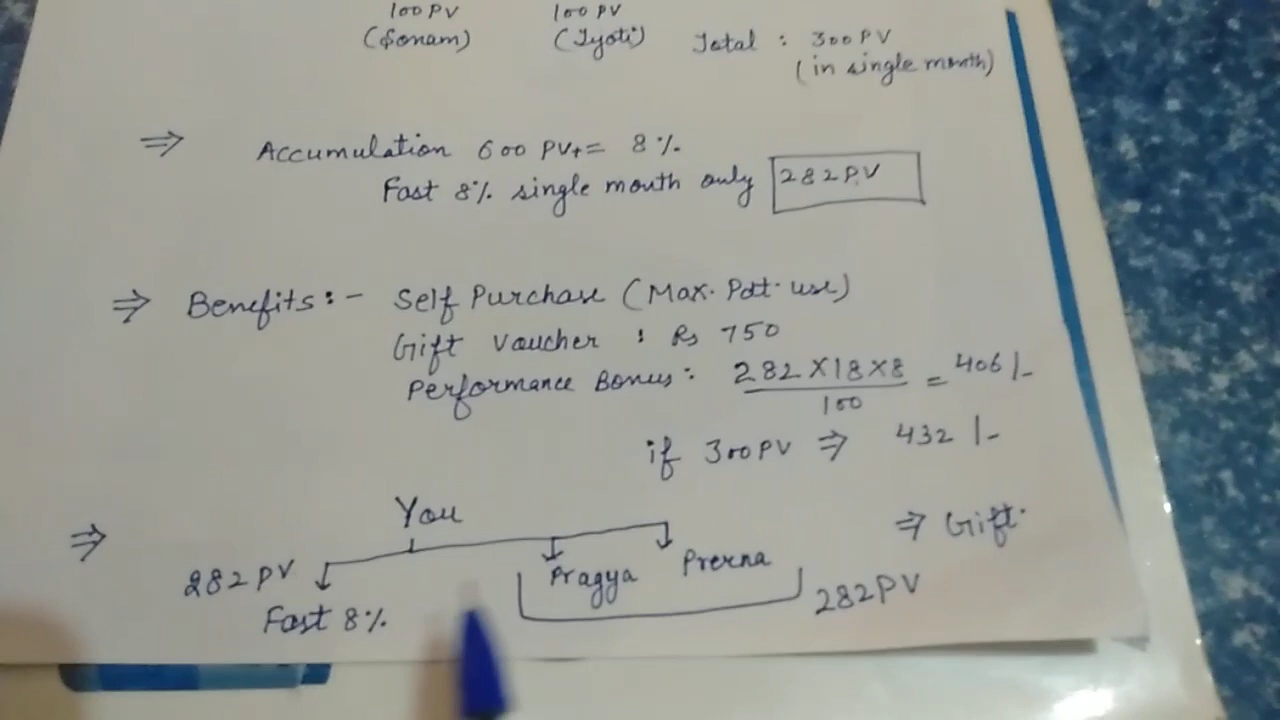 100 PV 100 PV
(Sonam) (Jyoti) Total : 300 PV
(in single month)
⇒ Accumulation 600 PV+ = 8%
Fast 8% single month only 282 PV
⇒ Benefits:- Self Purchase (Max. Pdt. use)
Gift Voucher : Rs 750
Performance Bonus: 282 X 18 X 8 / 100 = 406 /-
if 300 PV ⇒ 432 /-
⇒ You ⇒ Gift.
282 PV Pragya Prerna 282 PV
Fast 8%